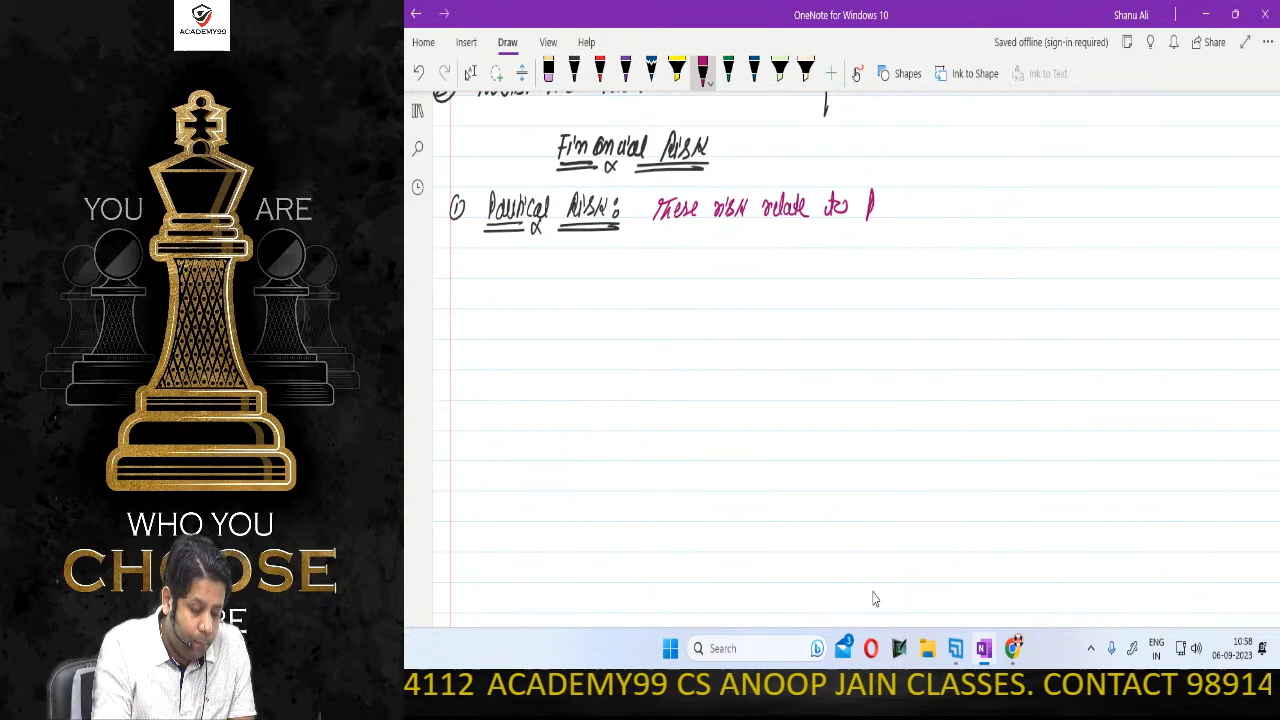 ACADEMY99
YOU ARE
WHO YOU
CHOOSE
RE
OneNote for Windows 10
Shanu Ali
Home Insert Draw View Help
Saved offline (sign-in required)
Share
Shapes
Ink to Shape
Ink to Text
Financial Risk
① Political Risk:
These risk relate to P
Search
3
ENG
IN
10:58
06-09-2023
4112 ACADEMY99 CS ANOOP JAIN CLASSES. CONTACT 98914